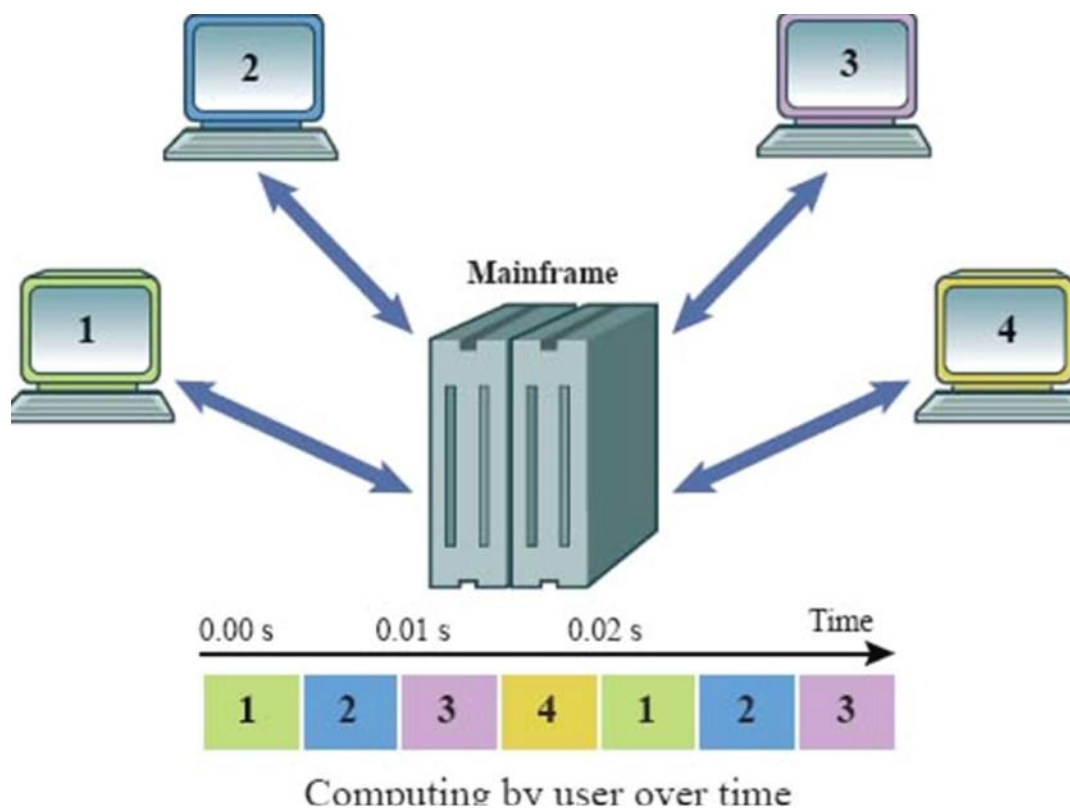 2
3
Mainframe
1
4
0.00 s 0.01 s 0.02 s Time
1 2 3 4 1 2 3
Computing by user over time